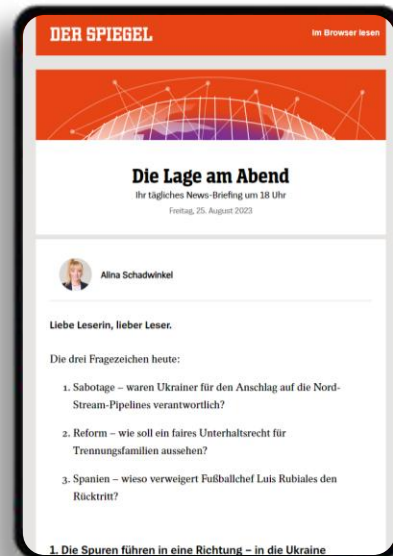 DER SPIEGEL
Im Browser lesen
Die Lage am Abend
Ihr tägliches News-Briefing um 18 Uhr
Freitag, 25. August 2023
Alina Schadwinkel
Liebe Leserin, lieber Leser.
Die drei Fragezeichen heute:
1. Sabotage – waren Ukrainer für den Anschlag auf die Nord-
Stream-Pipelines verantwortlich?
2. Reform – wie soll ein faires Unterhaltsrecht für
Trennungsfamilien aussehen?
3. Spanien – wieso verweigert Fußballchef Luis Rubiales den
Rücktritt?
1. Die Spuren führen in eine Richtung – in die Ukraine